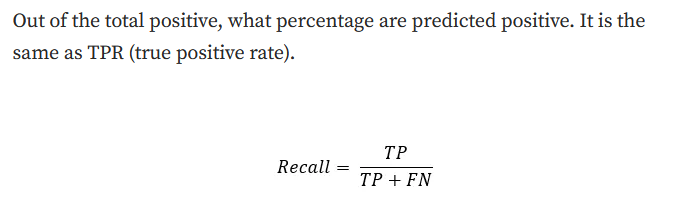 Out of the total positive, what percentage are predicted positive. It is the
same as TPR (true positive rate).
Recall = TP / TP + FN